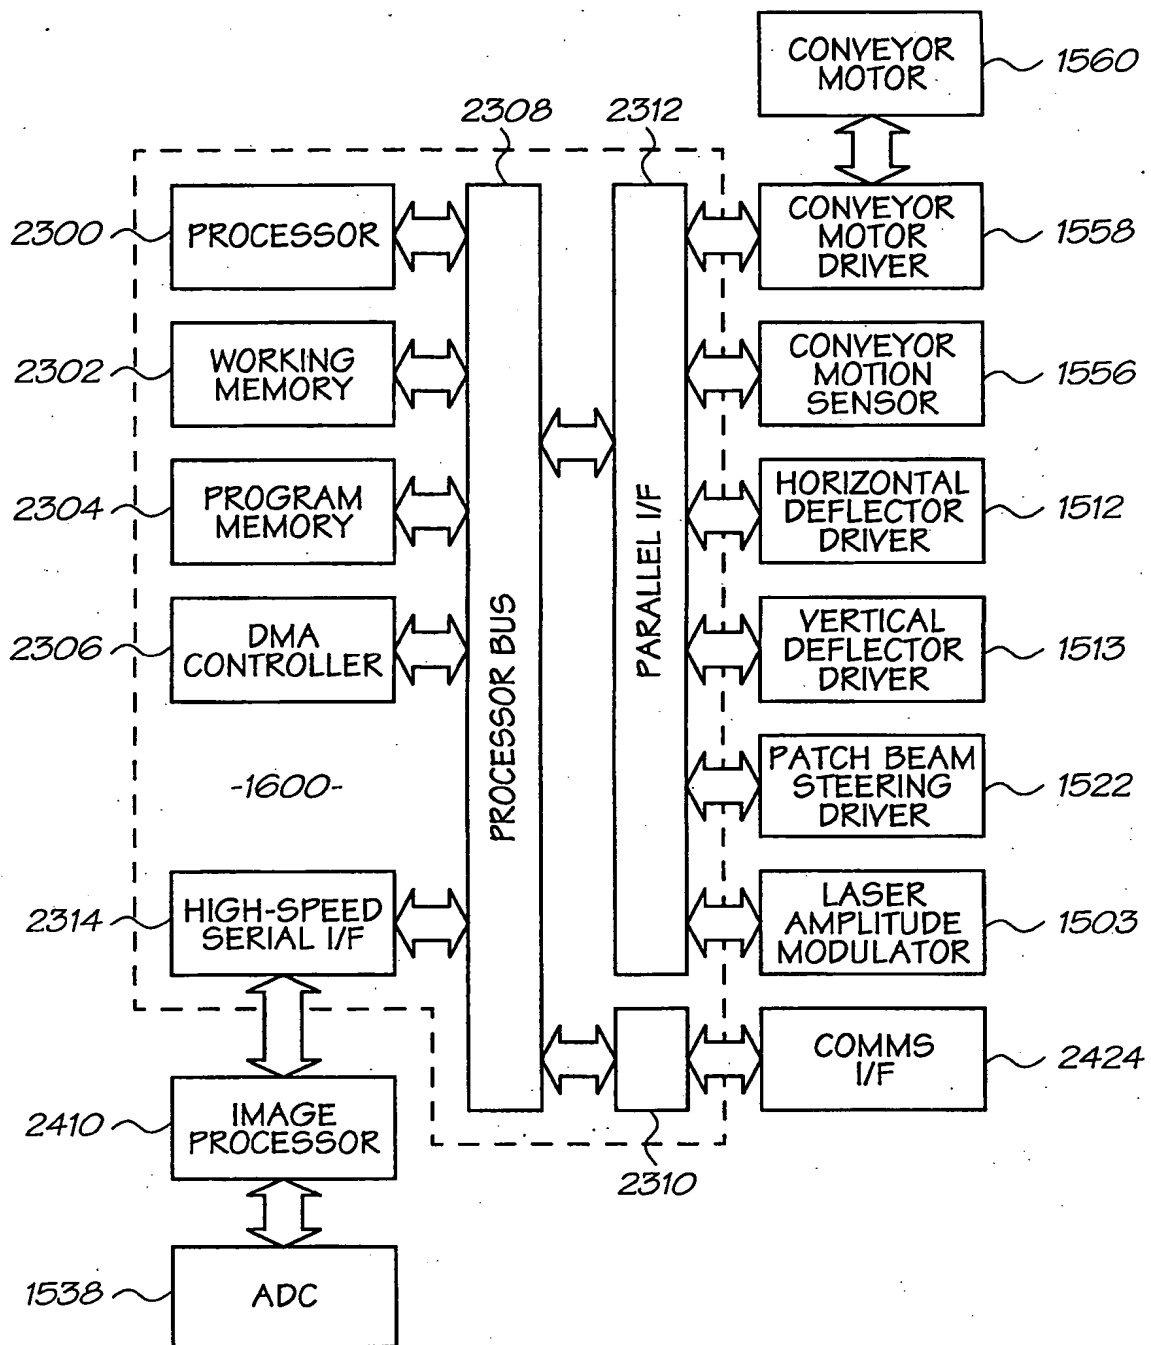 CONVEYOR
MOTOR
1560
2308
2312
2300
PROCESSOR
CONVEYOR
MOTOR
DRIVER
1558
2302
WORKING
MEMORY
CONVEYOR
MOTION
SENSOR
1556
2304
PROGRAM
MEMORY
HORIZONTAL
DEFLECTOR
DRIVER
1512
2306
DMA
CONTROLLER
PROCESSOR BUS
PARALLEL I/F
VERTICAL
DEFLECTOR
DRIVER
1513
-1600-
PATCH BEAM
STEERING
DRIVER
1522
2314
HIGH-SPEED
SERIAL I/F
LASER
AMPLITUDE
MODULATOR
1503
COMMS
I/F
2424
2410
IMAGE
PROCESSOR
2310
1538
ADC